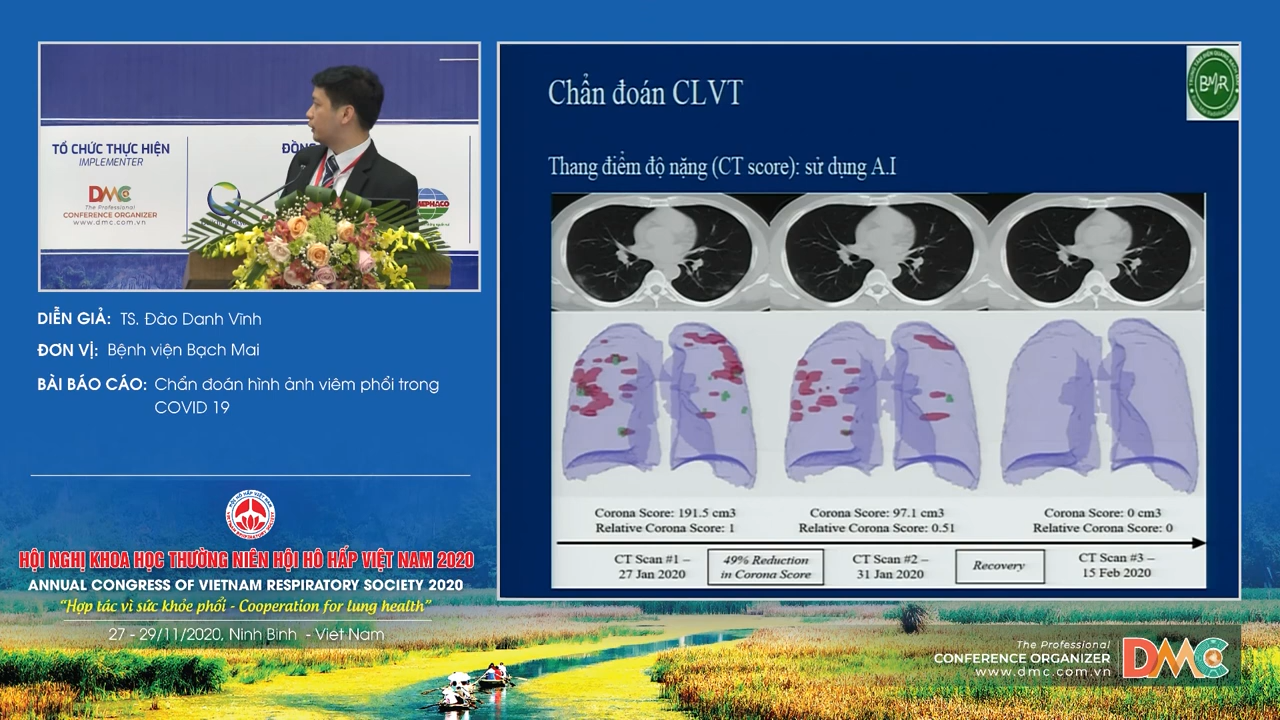 TỔ CHỨC THỰC HIỆN
IMPLEMENTER
DMC
The Professional
CONFERENCE ORGANIZER
www.dmc.com.vn
DIỄN GIẢ: TS. Đào Danh Vĩnh
ĐƠN VỊ: Bệnh viện Bạch Mai
BÀI BÁO CÁO: Chẩn đoán hình ảnh viêm phổi trong
COVID 19
HỘI NGHỊ KHOA HỌC THƯỜNG NIÊN HỘI HÔ HẤP VIỆT NAM 2020
ANNUAL CONGRESS OF VIETNAM RESPIRATORY SOCIETY 2020
“Hợp tác vì sức khỏe phổi - Cooperation for lung health”
27 - 29/11/2020, Ninh Bình - Việt Nam
Chẩn đoán CLVT
BMR
Thang điểm độ nặng (CT score): sử dụng A.I
Corona Score: 191.5 cm3
Relative Corona Score: 1
Corona Score: 97.1 cm3
Relative Corona Score: 0.51
Corona Score: 0 cm3
Relative Corona Score: 0
CT Scan #1 –
27 Jan 2020
49% Reduction
in Corona Score
CT Scan #2 –
31 Jan 2020
Recovery
CT Scan #3 –
15 Feb 2020
The Professional
CONFERENCE ORGANIZER
www.dmc.com.vn
DMC